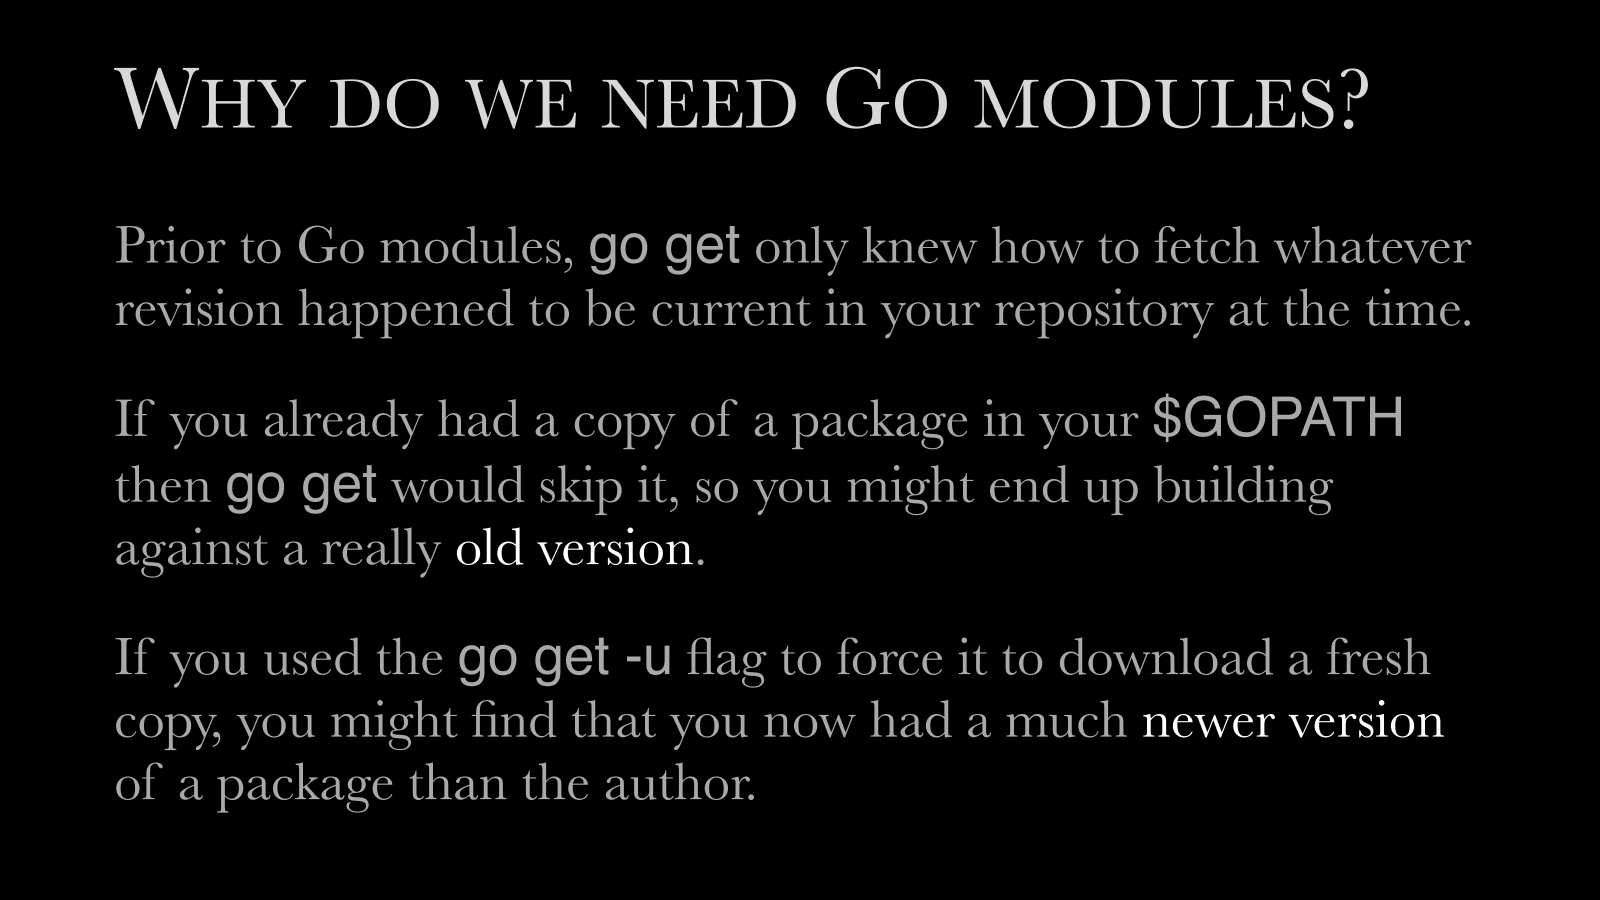 Why do we need Go modules?
Prior to Go modules, go get only knew how to fetch whatever
revision happened to be current in your repository at the time.
If you already had a copy of a package in your $GOPATH
then go get would skip it, so you might end up building
against a really old version.
If you used the go get -u flag to force it to download a fresh
copy, you might find that you now had a much newer version
of a package than the author.